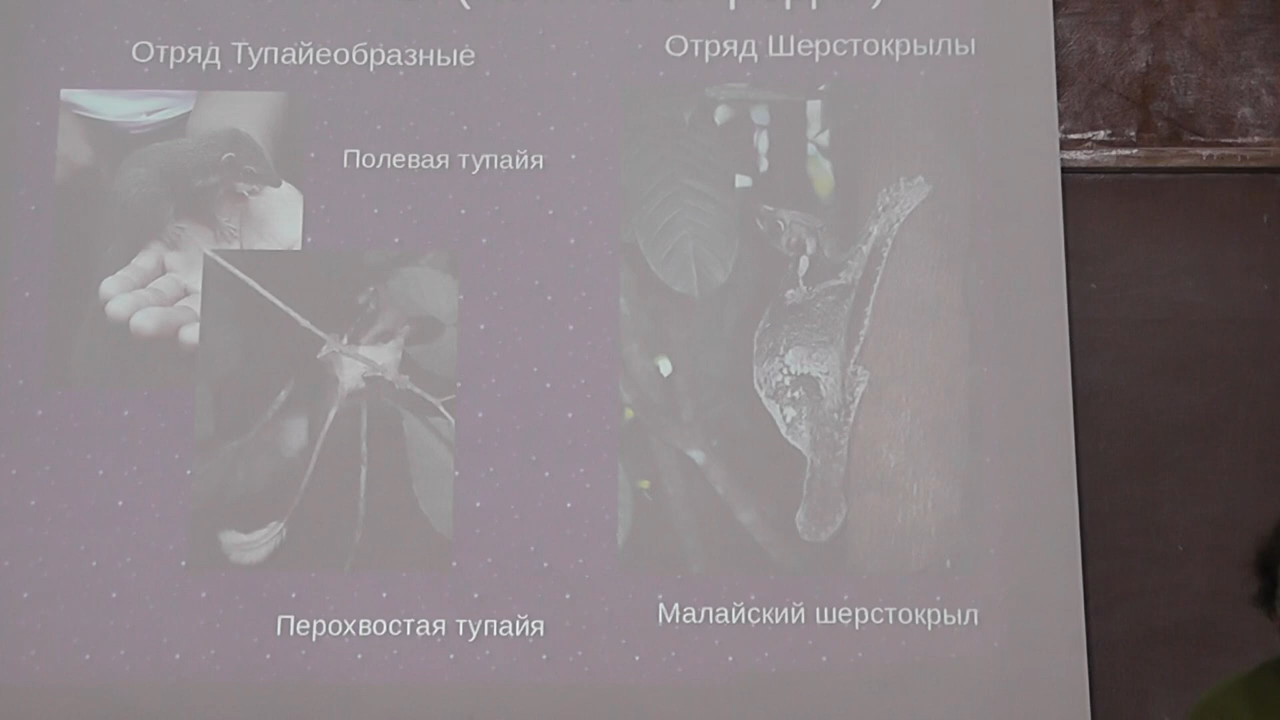 Отряд Тупайеобразные
Отряд Шерстокрылы
Полевая тупайя
Перохвостая тупайя
Малайский шерстокрыл